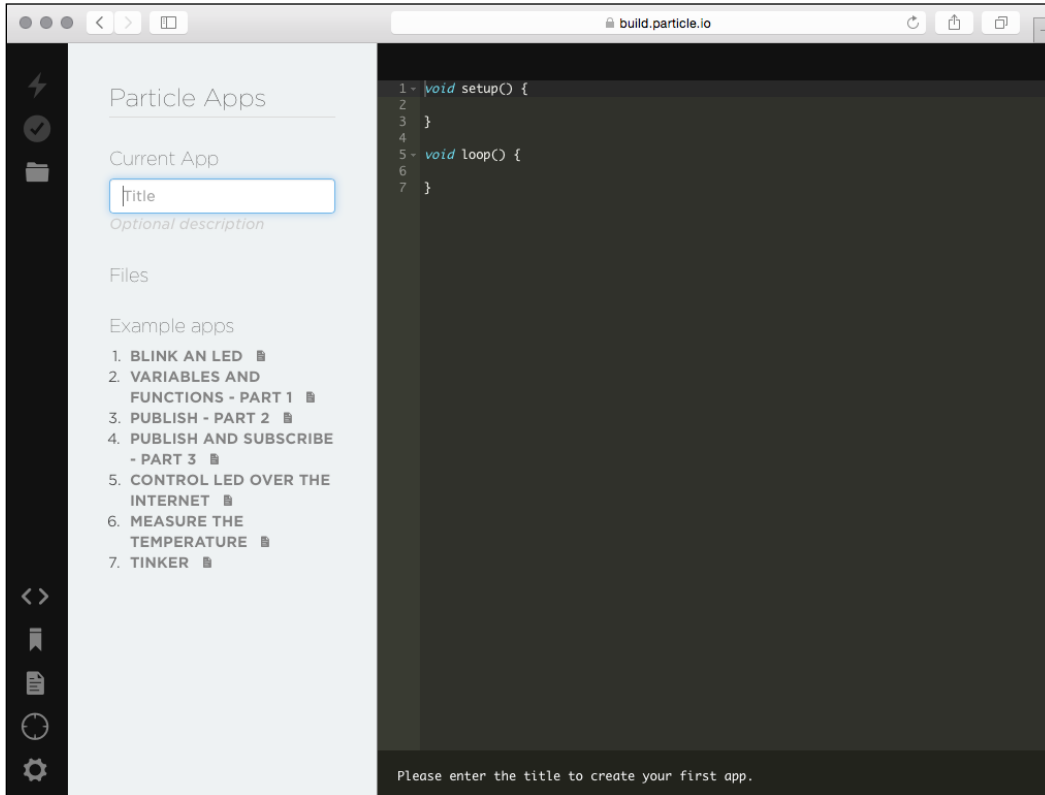 build.particle.io
Particle Apps
Current App
Title
Optional description
Files
Example apps
1. BLINK AN LED
2. VARIABLES AND
FUNCTIONS - PART 1
3. PUBLISH - PART 2
4. PUBLISH AND SUBSCRIBE
- PART 3
5. CONTROL LED OVER THE
INTERNET
6. MEASURE THE
TEMPERATURE
7. TINKER
1 void setup() {
2
3 }
4
5 void loop() {
6
7 }
Please enter the title to create your first app.